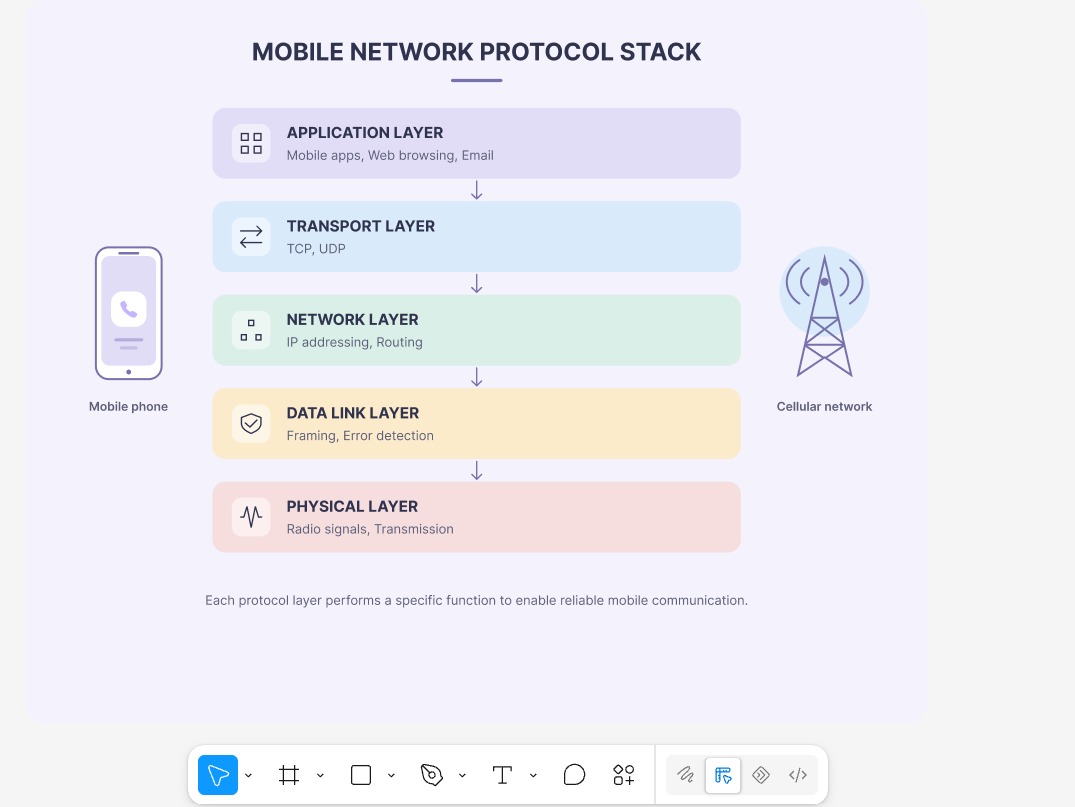 MOBILE NETWORK PROTOCOL STACK
APPLICATION LAYER
Mobile apps, Web browsing, Email
TRANSPORT LAYER
TCP, UDP
NETWORK LAYER
IP addressing, Routing
DATA LINK LAYER
Framing, Error detection
PHYSICAL LAYER
Radio signals, Transmission
Mobile phone
Cellular network
Each protocol layer performs a specific function to enable reliable mobile communication.